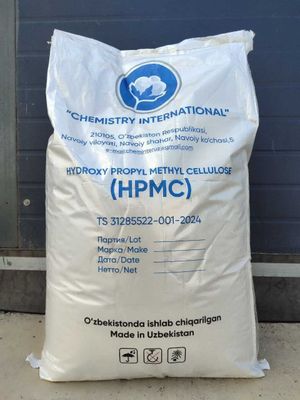 "CHEMISTRY INTERNATIONAL"
210105, O'zbekiston Respublikasi,
Navoiy viloyati, Navoiy shahar, Navoiy ko'chasi,5
HYDROXY PROPYL METHYL CELLULOSE
(HPMC)
TS 31285522-001-2024
Партия/Lot
Марка/Make
Дата/Date
Нетто/Net
O'zbekistonda ishlab chiqarilgan
Made in Uzbekistan